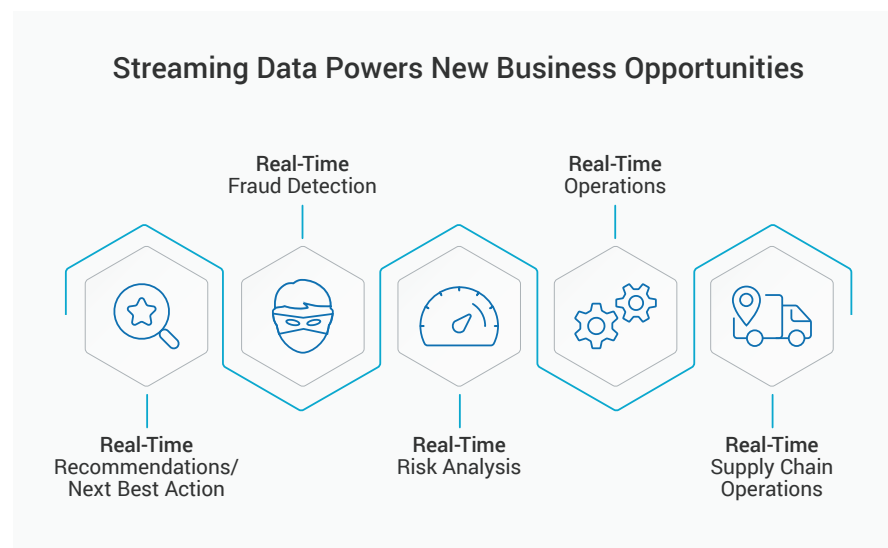 Streaming Data Powers New Business Opportunities
Real-Time
Fraud Detection
Real-Time
Operations
Real-Time
Recommendations/
Next Best Action
Real-Time
Risk Analysis
Real-Time
Supply Chain
Operations